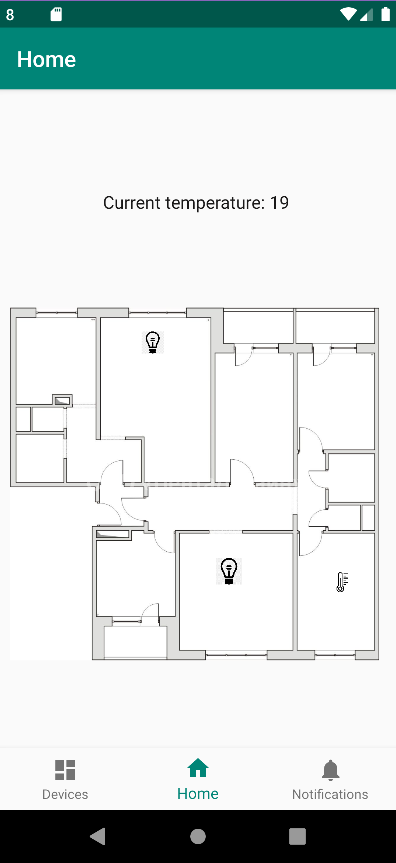 8
Home
Current temperature: 19
Devices
Home
Notifications